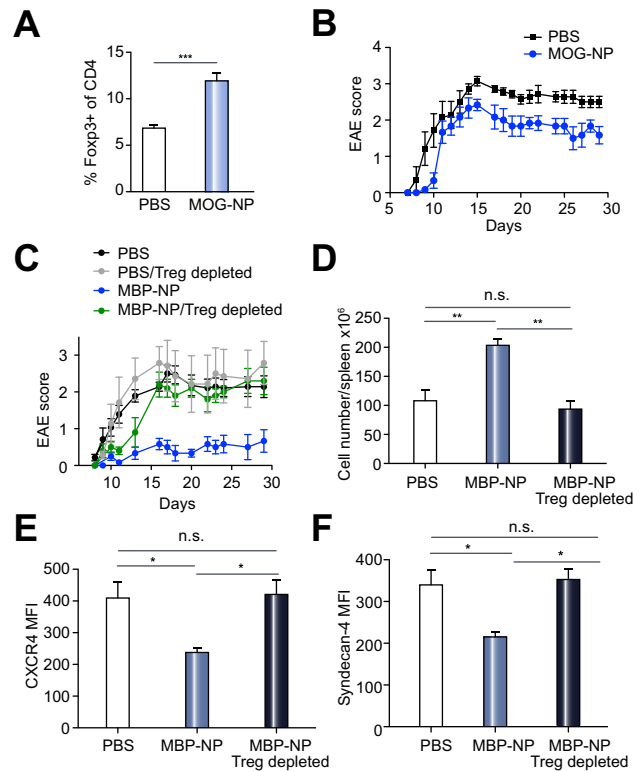 A
% Foxp3+ of CD4
15
10
5
0
***
PBS
MOG-NP
B
PBS
MOG-NP
EAE score
4
3
2
1
0
5
10
15
20
25
30
Days
C
PBS
PBS/Treg depleted
MBP-NP
MBP-NP/Treg depleted
EAE score
3
2
1
0
10
15
20
25
30
Days
D
n.s.
**
**
Cell number/spleen x10⁶
250
200
150
100
50
0
PBS
MBP-NP
MBP-NP
Treg depleted
E
n.s.
*
*
CXCR4 MFI
500
400
300
200
100
0
PBS
MBP-NP
MBP-NP
Treg depleted
F
n.s.
*
*
Syndecan-4 MFI
400
300
200
100
0
PBS
MBP-NP
MBP-NP
Treg depleted